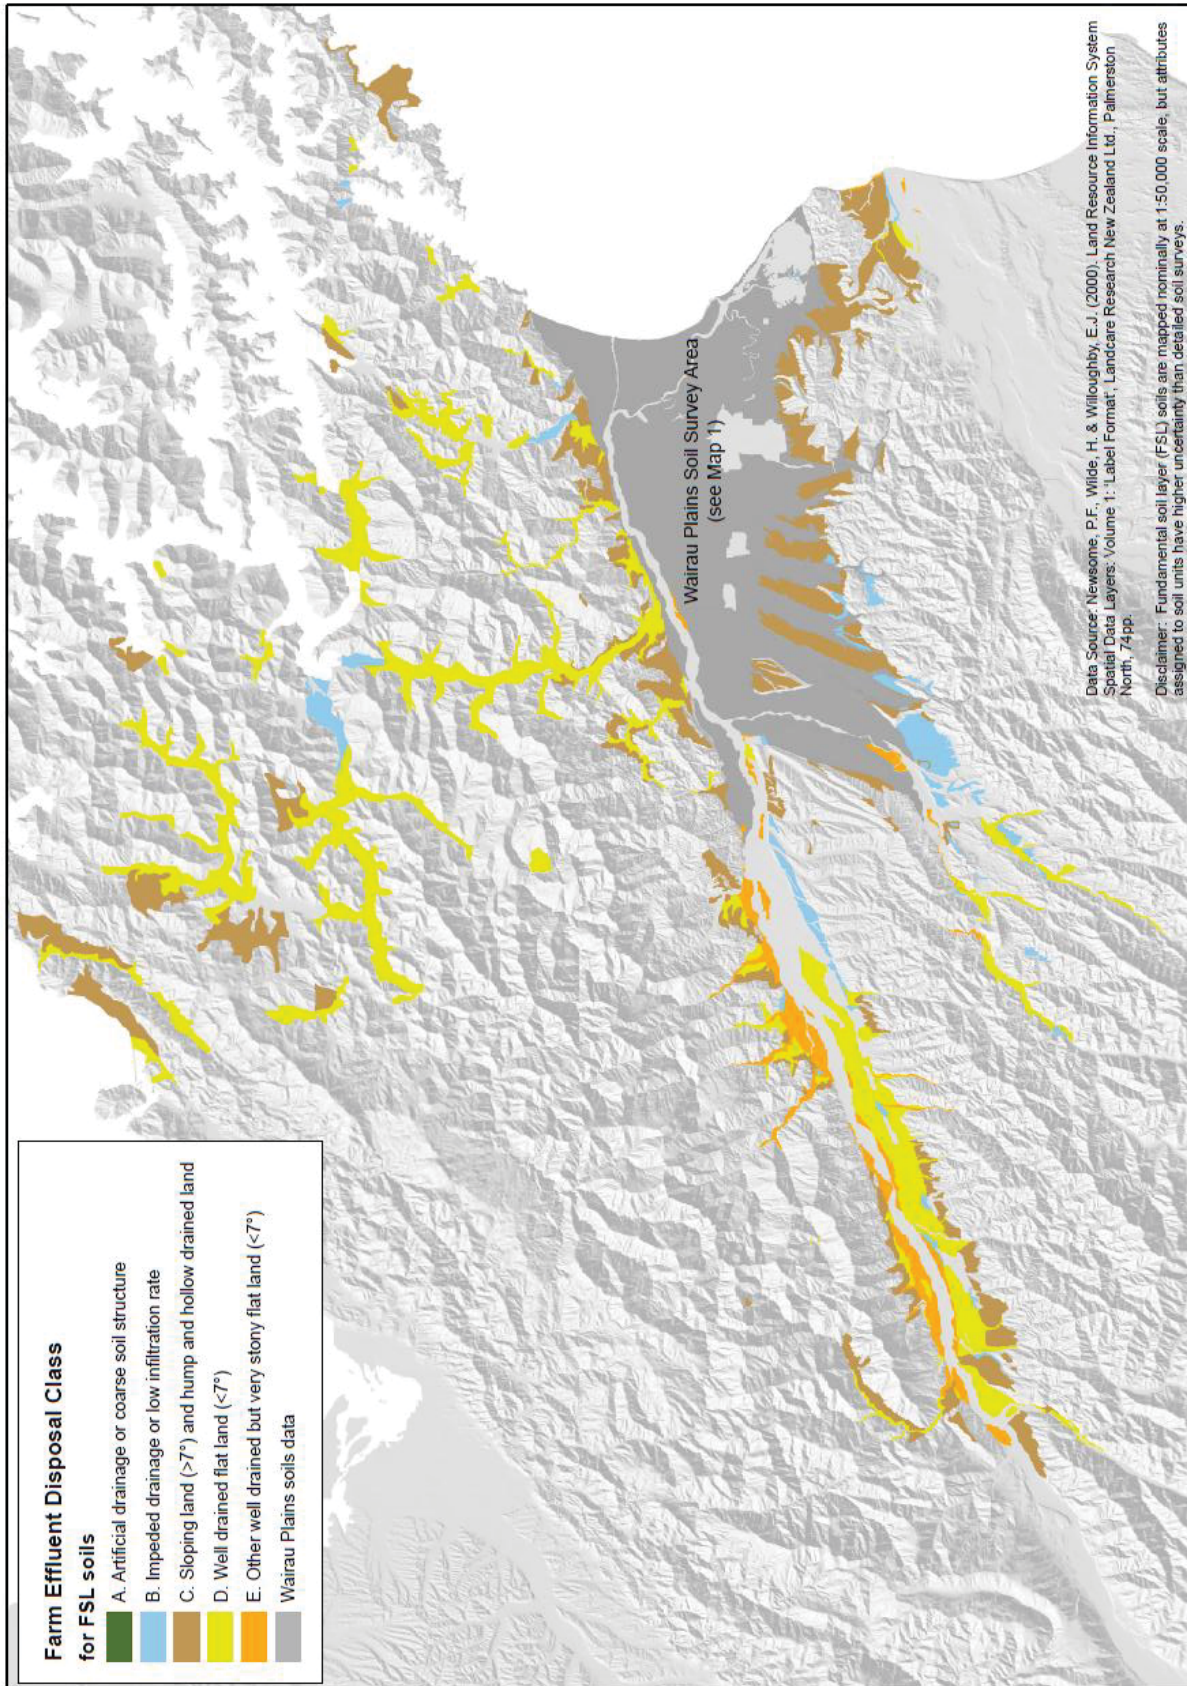 Farm Effluent Disposal Class
for FSL soils
A. Artificial drainage or coarse soil structure
B. Impeded drainage or low infiltration rate
C. Sloping land (>7°) and hump and hollow drained land
D. Well drained flat land (<7°)
E. Other well drained but very stony flat land (<7°)
Wairau Plains soils data
Wairau Plains Soil Survey Area
(see Map 1)
Data Source: Newsome, P.F., Wilde, H. & Willoughby, E.J. (2000). Land Resource Information System
Spatial Data Layers: Volume 1: 'Label Format', Landcare Research New Zealand Ltd., Palmerston
North, 74pp.
Disclaimer: Fundamental soil layer (FSL) soils are mapped nominally at 1:50,000 scale, but attributes
assigned to soil units have higher uncertainty than detailed soil surveys.